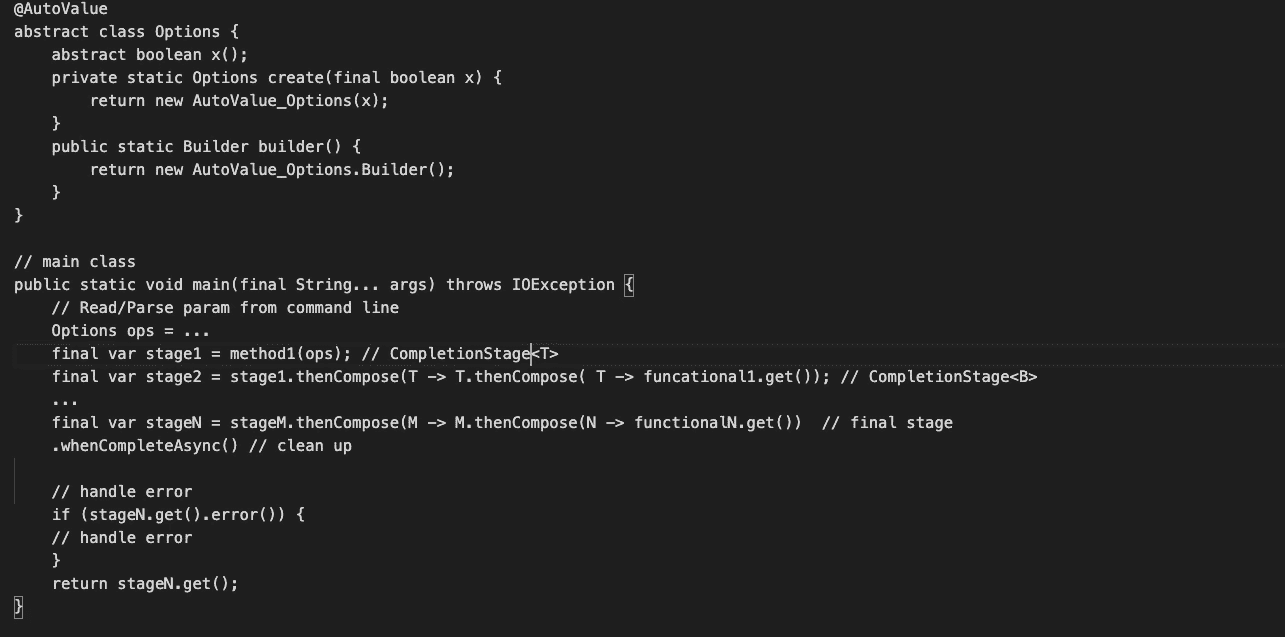 @AutoValue
abstract class Options {
    abstract boolean x();
    private static Options create(final boolean x) {
        return new AutoValue_Options(x);
    }
    public static Builder builder() {
        return new AutoValue_Options.Builder();
    }
}

// main class
public static void main(final String... args) throws IOException {
    // Read/Parse param from command line
    Options ops = ...
    final var stage1 = method1(ops); // CompletionStage<T>
    final var stage2 = stage1.thenCompose(T -> T.thenCompose( T -> funcational1.get()); // CompletionStage<B>
    ...
    final var stageN = stageM.thenCompose(M -> M.thenCompose(N -> functionalN.get())  // final stage
    .whenCompleteAsync() // clean up

    // handle error
    if (stageN.get().error()) {
    // handle error
    }
    return stageN.get();
}